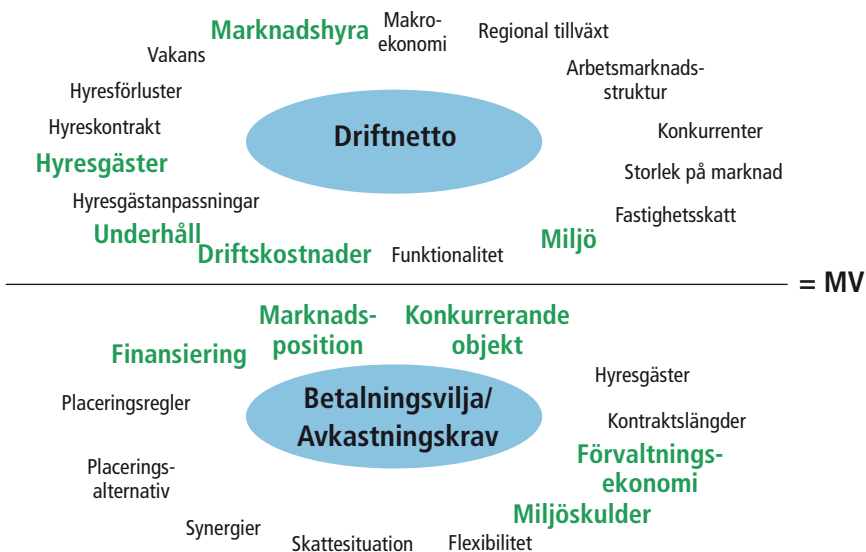 Marknadshyra
Makro-
ekonomi
Regional tillväxt
Vakans
Arbetsmarknads-
struktur
Hyresförluster
Hyreskontrakt
Driftnetto
Konkurrenter
Hyresgäster
Storlek på marknad
Hyresgästanpassningar
Fastighetsskatt
Underhåll
Driftskostnader
Funktionalitet
Miljö
= MV
Marknads-
position
Konkurrerande
objekt
Finansiering
Hyresgäster
Placeringsregler
Betalningsvilja/
Avkastningskrav
Kontraktslängder
Förvaltnings-
ekonomi
Placerings-
alternativ
Miljöskulder
Synergier
Skattesituation
Flexibilitet